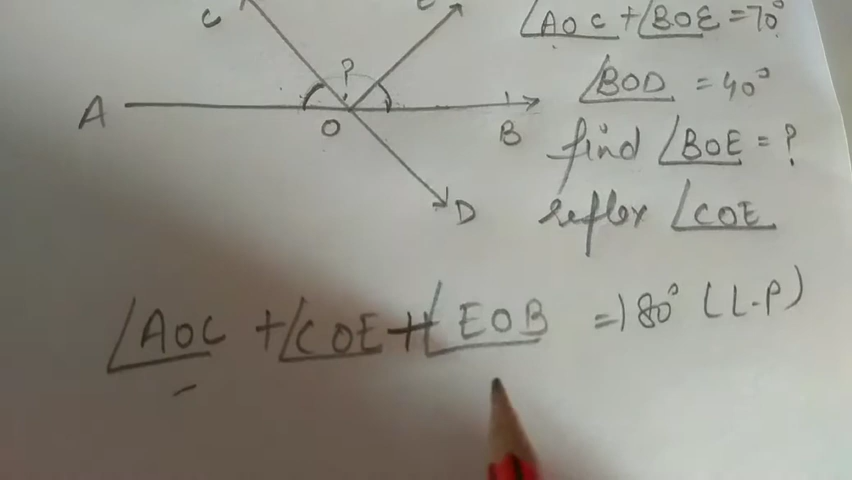 C
∠AOC + ∠BOE = 70°
∠BOD = 40°
find ∠BOE = ?
reflex ∠COE
A
?
O
B
D
∠AOC + ∠COE + ∠EOB = 180° (L.P)